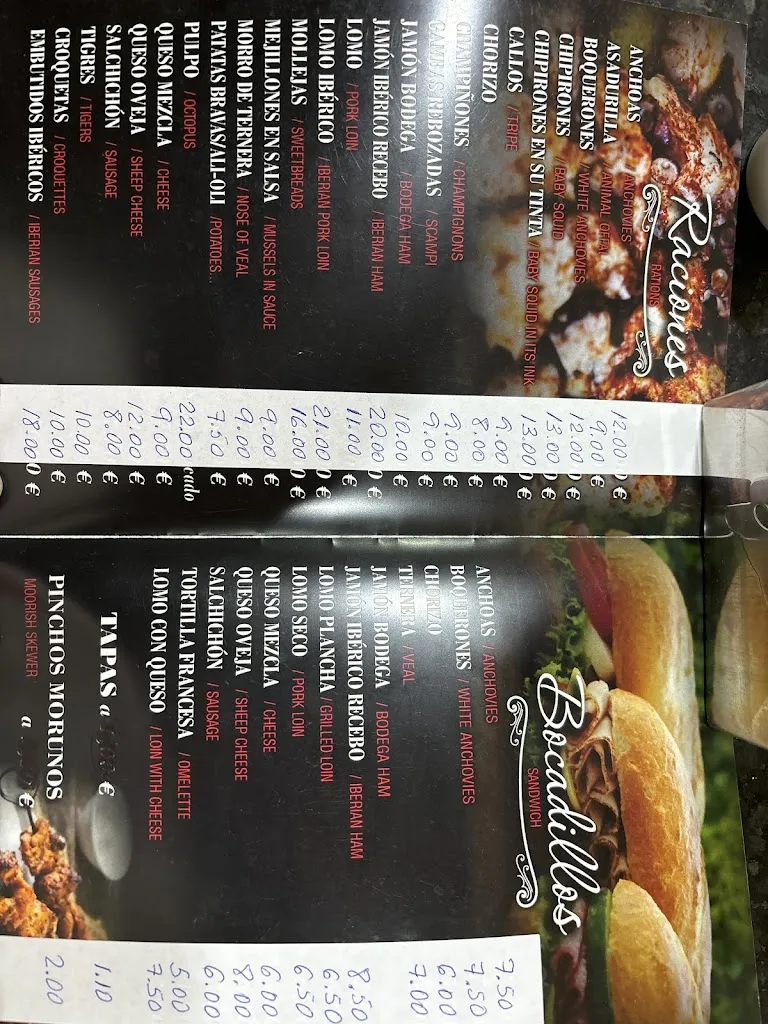 Raciones
RATIONS
ANCHOAS / ANCHOVIES 12.00 €
ASADURILLA / ANIMAL OFFAL 9.00 €
BOQUERONES / WHITE ANCHOVIES 12.00 €
CHIPIRONES / BABY SQUID 13.00 €
CHIPIRONES EN SU TINTA / BABY SQUID IN ITS INK 13.00 €
CALLOS / TRIPE 9.00 €
CHORIZO 8.00 €
CHAMPIÑONES / CHAMPIGNONS 9.00 €
GAMBAS REBOZADAS / SCAMPI 9.00 €
JAMÓN BODEGA / BODEGA HAM 10.00 €
JAMÓN IBÉRICO RECEBO / IBERIAN HAM 20.00 €
LOMO / PORK LOIN 11.00 €
LOMO IBÉRICO / IBERIAN PORK LOIN 21.00 €
MOLLEJAS / SWEETBREADS 16.00 €
MEJILLONES EN SALSA / MUSSELS IN SAUCE 9.00 €
MORRO DE TERNERA / NOSE OF VEAL 9.00 €
PATATAS BRAVAS/ALI-OLI /POTATOES... 7.50 €
PULPO / OCTOPUS 22.00 cado
QUESO MEZCLA / CHEESE 9.00 €
QUESO OVEJA / SHEEP CHEESE 12.00 €
SALCHICHÓN / SAUSAGE 8.00 €
TIGRES / TIGERS 10.00 €
CROQUETAS / CROQUETTES 10.00 €
EMBUTIDOS IBÉRICOS / IBERIAN SAUSAGES 18.00 €
Bocadillos
SANDWICH
ANCHOAS / ANCHOVIES 7.50
BOQUERONES / WHITE ANCHOVIES 7.50
CHORIZO 6.00
TERNERA / VEAL 7.00
JAMÓN BODEGA / BODEGA HAM
JAMÓN IBÉRICO RECEBO / IBERIAN HAM 8.50
LOMO PLANCHA / GRILLED LOIN 6.50
LOMO SECO / PORK LOIN 6.50
QUESO MEZCLA / CHEESE 6.00
QUESO OVEJA / SHEEP CHEESE 8.00
SALCHICHÓN / SAUSAGE 6.00
TORTILLA FRANCESA / OMELETTE 5.00
LOMO CON QUESO / LOIN WITH CHEESE 7.50
TAPAS a € 1.10
PINCHOS MORUNOS a € 2.00
MOORISH SKEWER